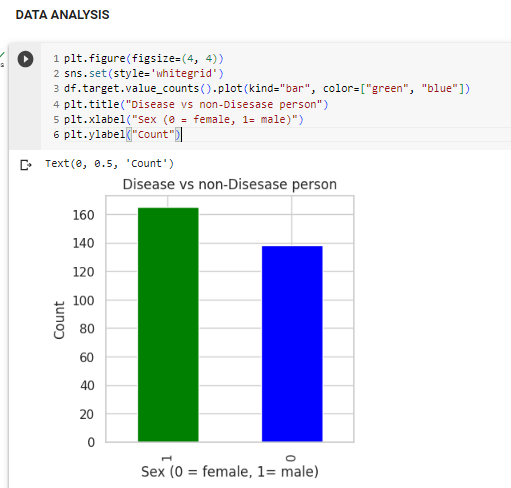 DATA ANALYSIS
1 plt.figure(figsize=(4, 4))
2 sns.set(style='whitegrid')
3 df.target.value_counts().plot(kind="bar", color=["green", "blue"])
4 plt.title("Disease vs non-Disesase person")
5 plt.xlabel("Sex (0 = female, 1= male)")
6 plt.ylabel("Count")
Text(0, 0.5, 'Count')
Disease vs non-Disesase person
160
140
120
100
80
60
40
20
0
Count
1
0
Sex (0 = female, 1= male)